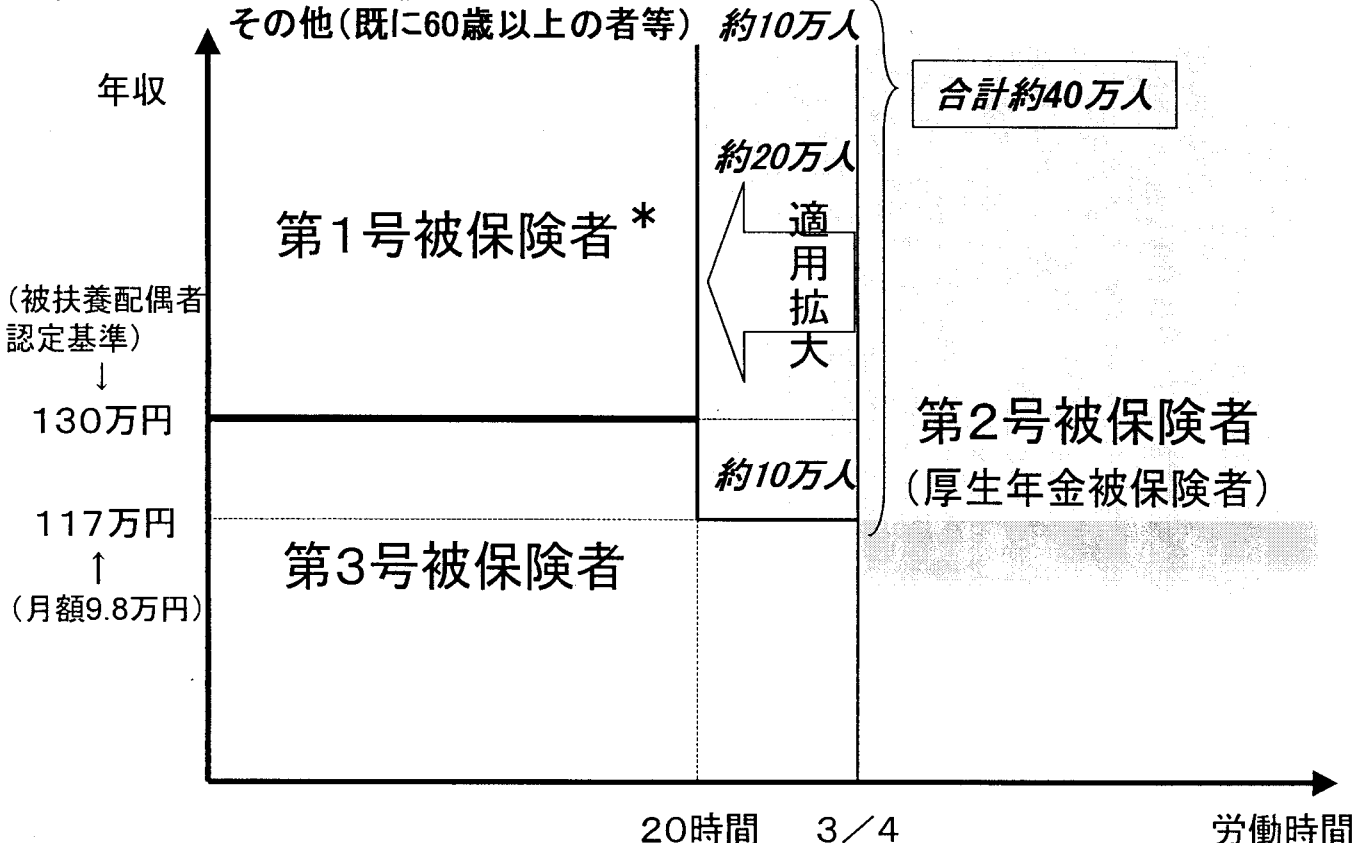 その他(既に60歳以上の者等) 約10万人
年収
合計約40万人
約20万人
適用拡大
第1号被保険者*
(被扶養配偶者
認定基準)
↓
130万円
第2号被保険者
(厚生年金被保険者)
約10万人
117万円
↑
(月額9.8万円)
第3号被保険者
20時間 3/4 労働時間